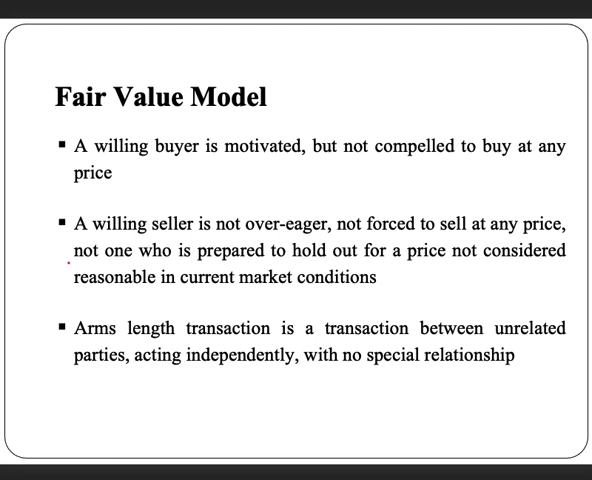 Fair Value Model
▪ A willing buyer is motivated, but not compelled to buy at any
price
▪ A willing seller is not over-eager, not forced to sell at any price,
not one who is prepared to hold out for a price not considered
reasonable in current market conditions
▪ Arms length transaction is a transaction between unrelated
parties, acting independently, with no special relationship